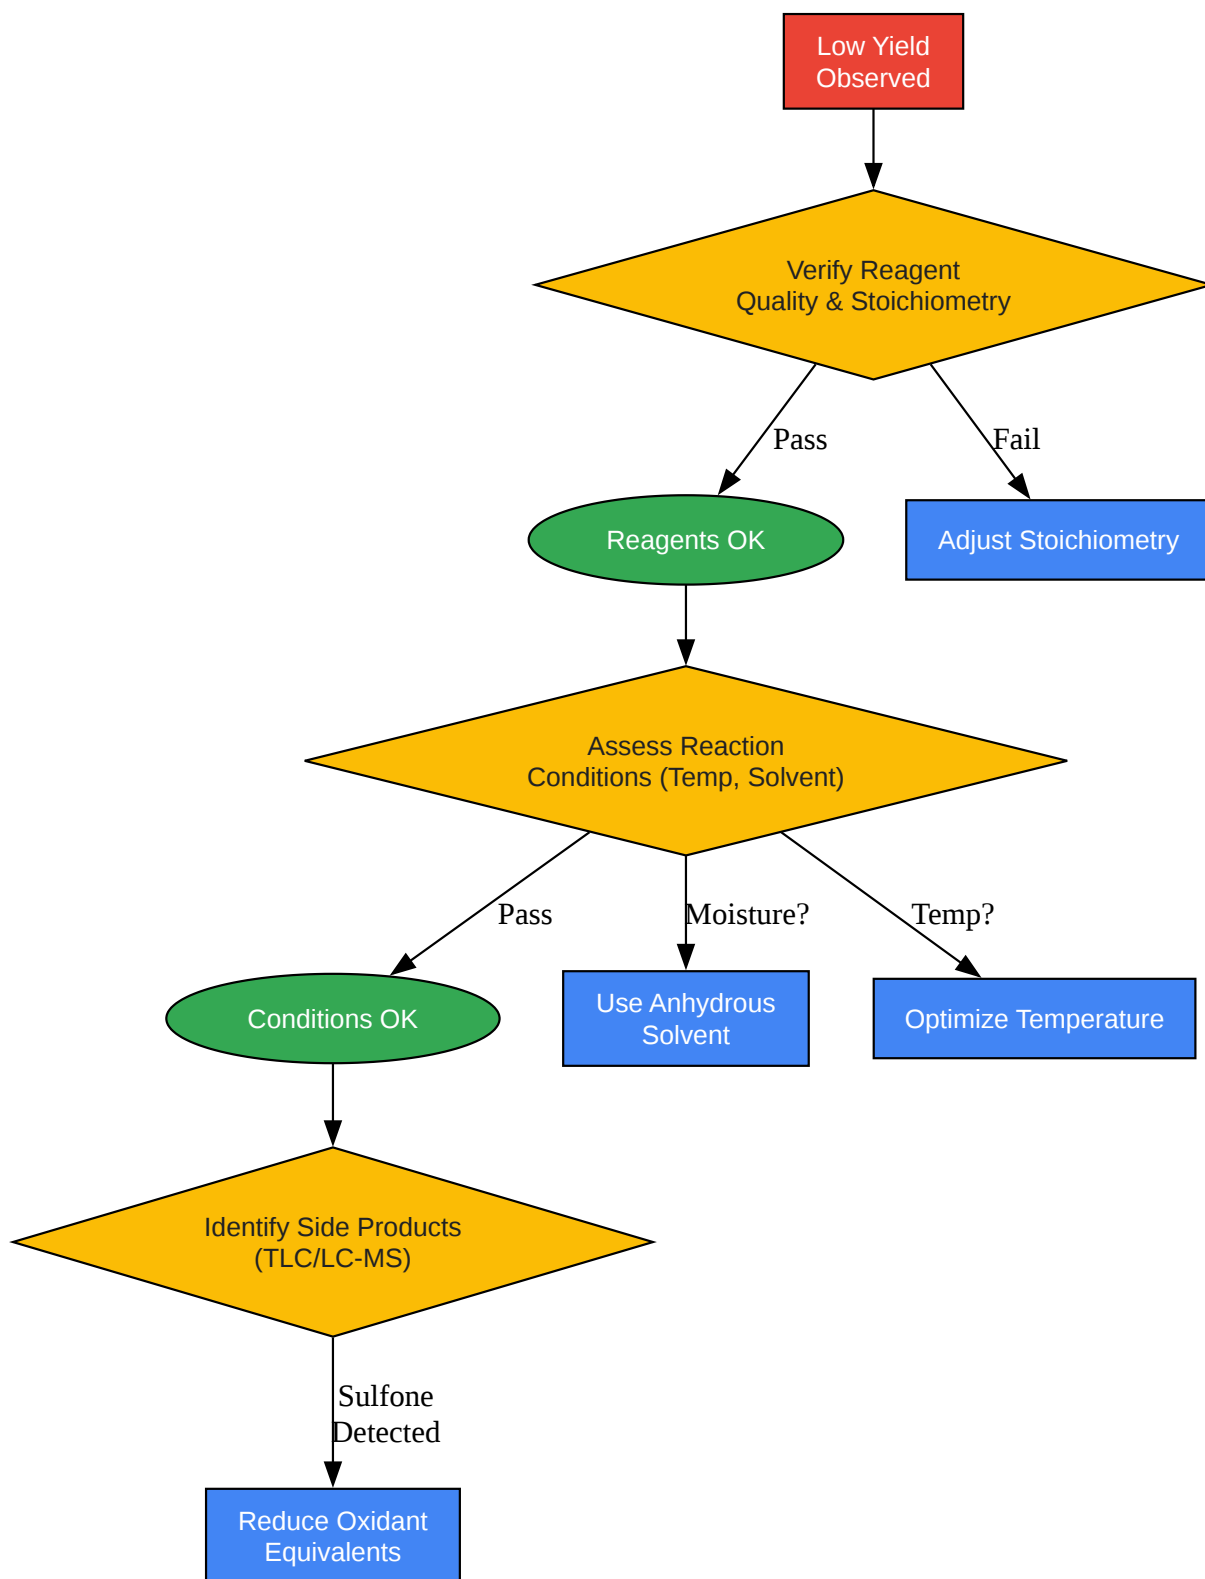 Low Yield
Observed
Verify Reagent
Quality & Stoichiometry
Pass
Fail
Reagents OK
Adjust Stoichiometry
Assess Reaction
Conditions (Temp, Solvent)
Pass
Moisture?
Temp?
Conditions OK
Use Anhydrous
Solvent
Optimize Temperature
Identify Side Products
(TLC/LC-MS)
Sulfone
Detected
Reduce Oxidant
Equivalents